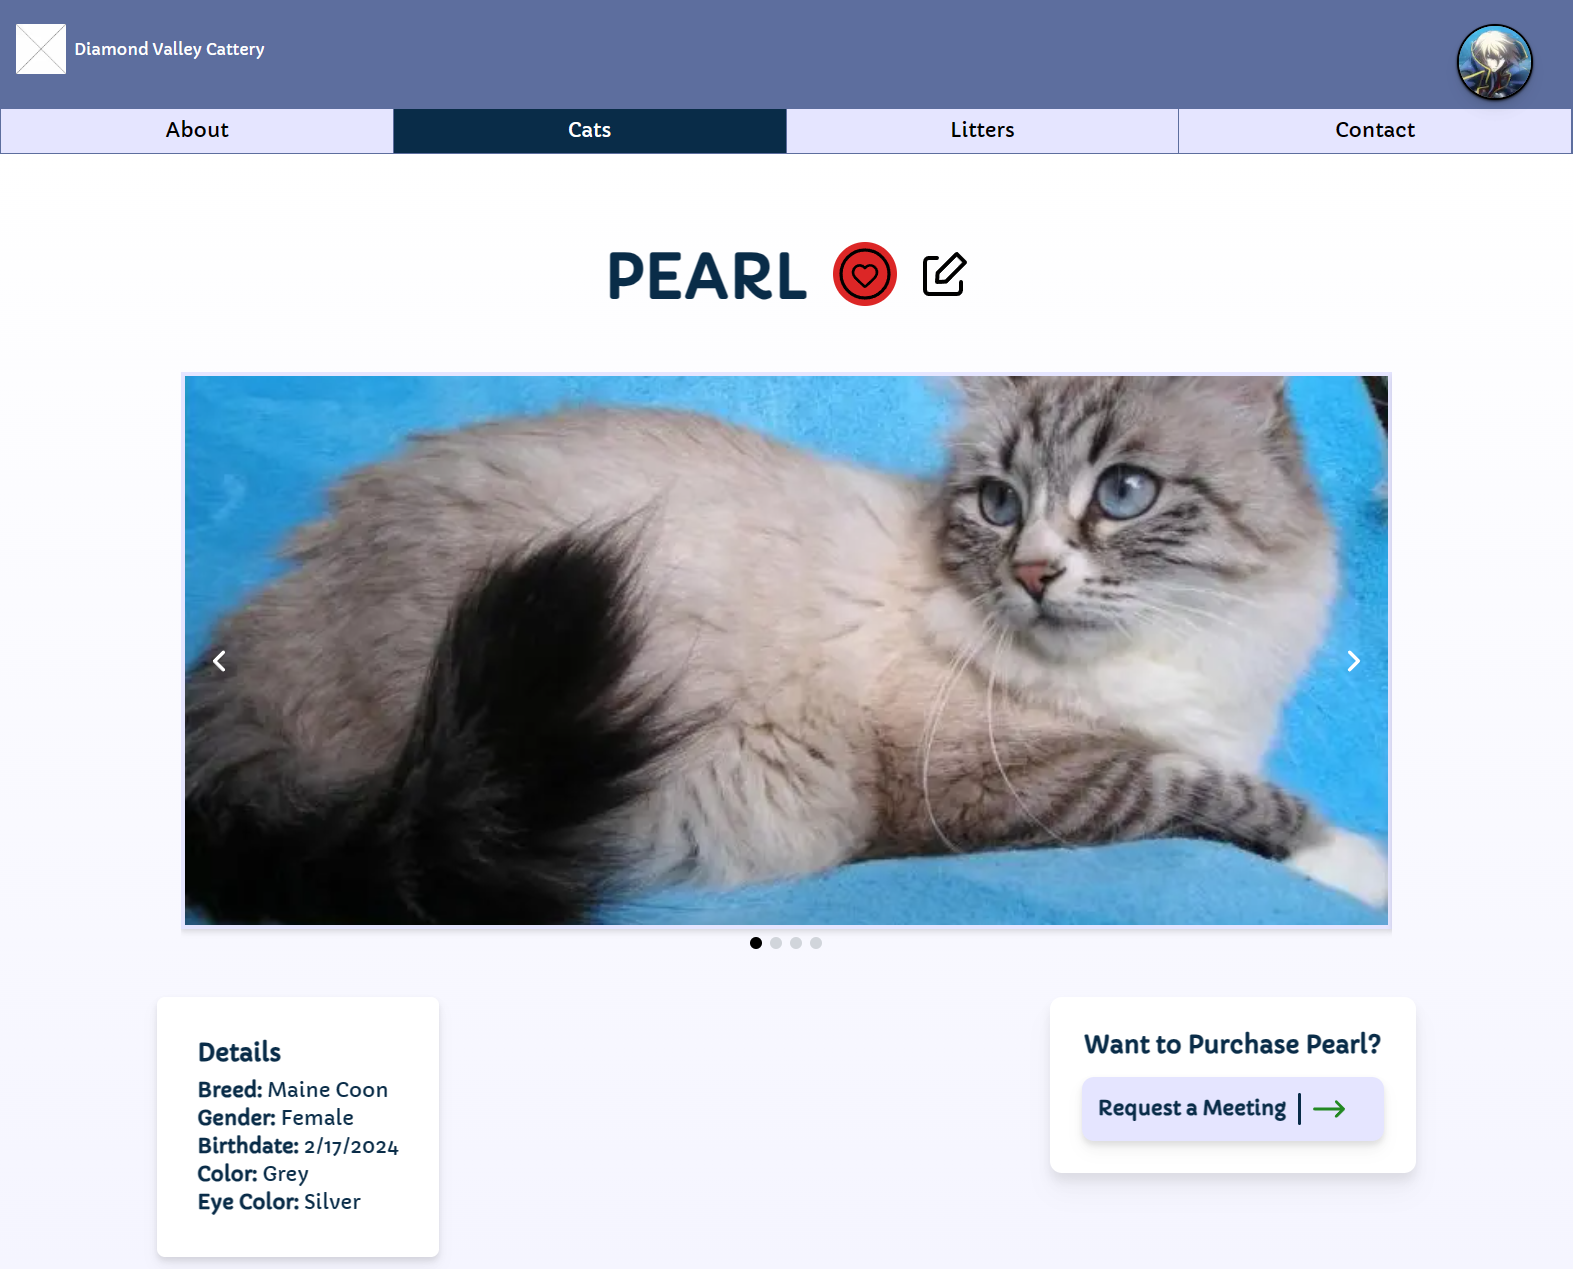 Diamond Valley Cattery
About
Cats
Litters
Contact
PEARL
Details
Breed: Maine Coon
Gender: Female
Birthdate: 2/17/2024
Color: Grey
Eye Color: Silver
Want to Purchase Pearl?
Request a Meeting